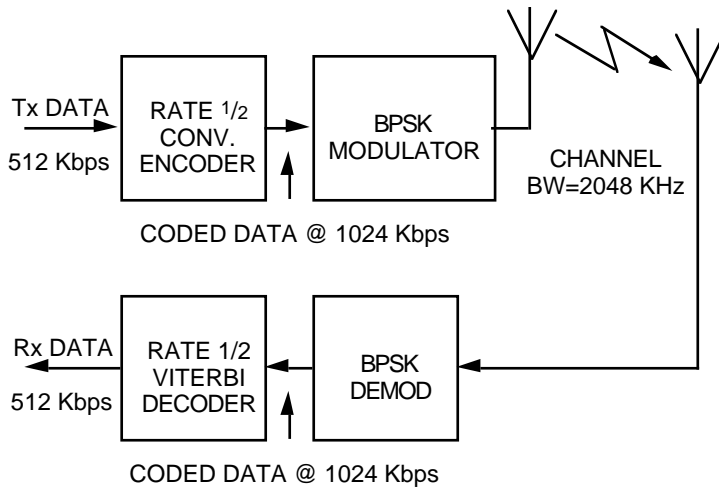 Tx DATA
512 Kbps
RATE 1/2
CONV.
ENCODER
BPSK
MODULATOR
CHANNEL
BW=2048 KHz
CODED DATA @ 1024 Kbps
Rx DATA
512 Kbps
RATE 1/2
VITERBI
DECODER
BPSK
DEMOD
CODED DATA @ 1024 Kbps